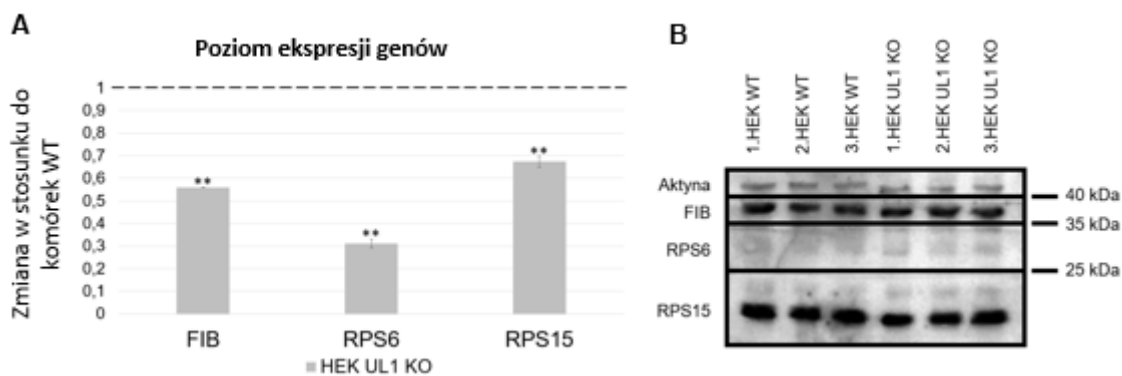 A
Poziom ekspresji genów
Zmiana w stosunku do
komórek WT
1
0,9
0,8
0,7
0,6
0,5
0,4
0,3
0,2
0,1
0
**
**
**
FIB
RPS6
RPS15
HEK UL1 KO
B
1.HEK WT
2.HEK WT
3.HEK WT
1.HEK UL1 KO
2.HEK UL1 KO
3.HEK UL1 KO
Aktyna
FIB
RPS6
RPS15
40 kDa
35 kDa
25 kDa